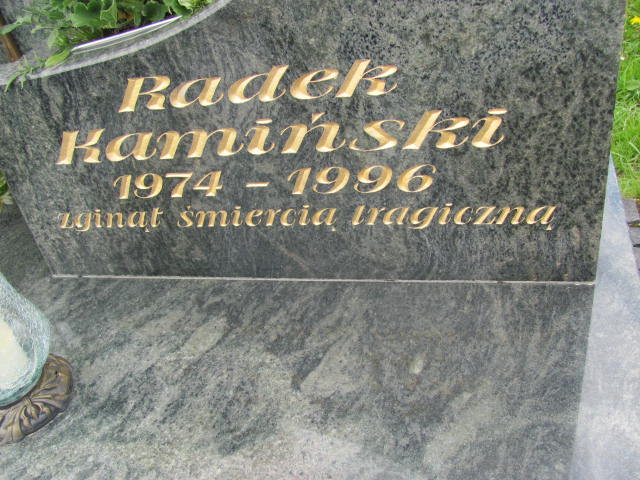 Radek
Kamiński
1974 - 1996
zginął śmiercią tragiczną